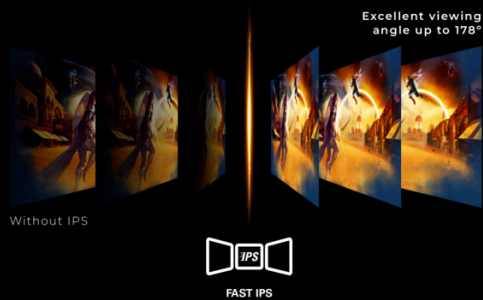 Excellent viewing
angle up to 178°
Without IPS
IPS
FAST IPS